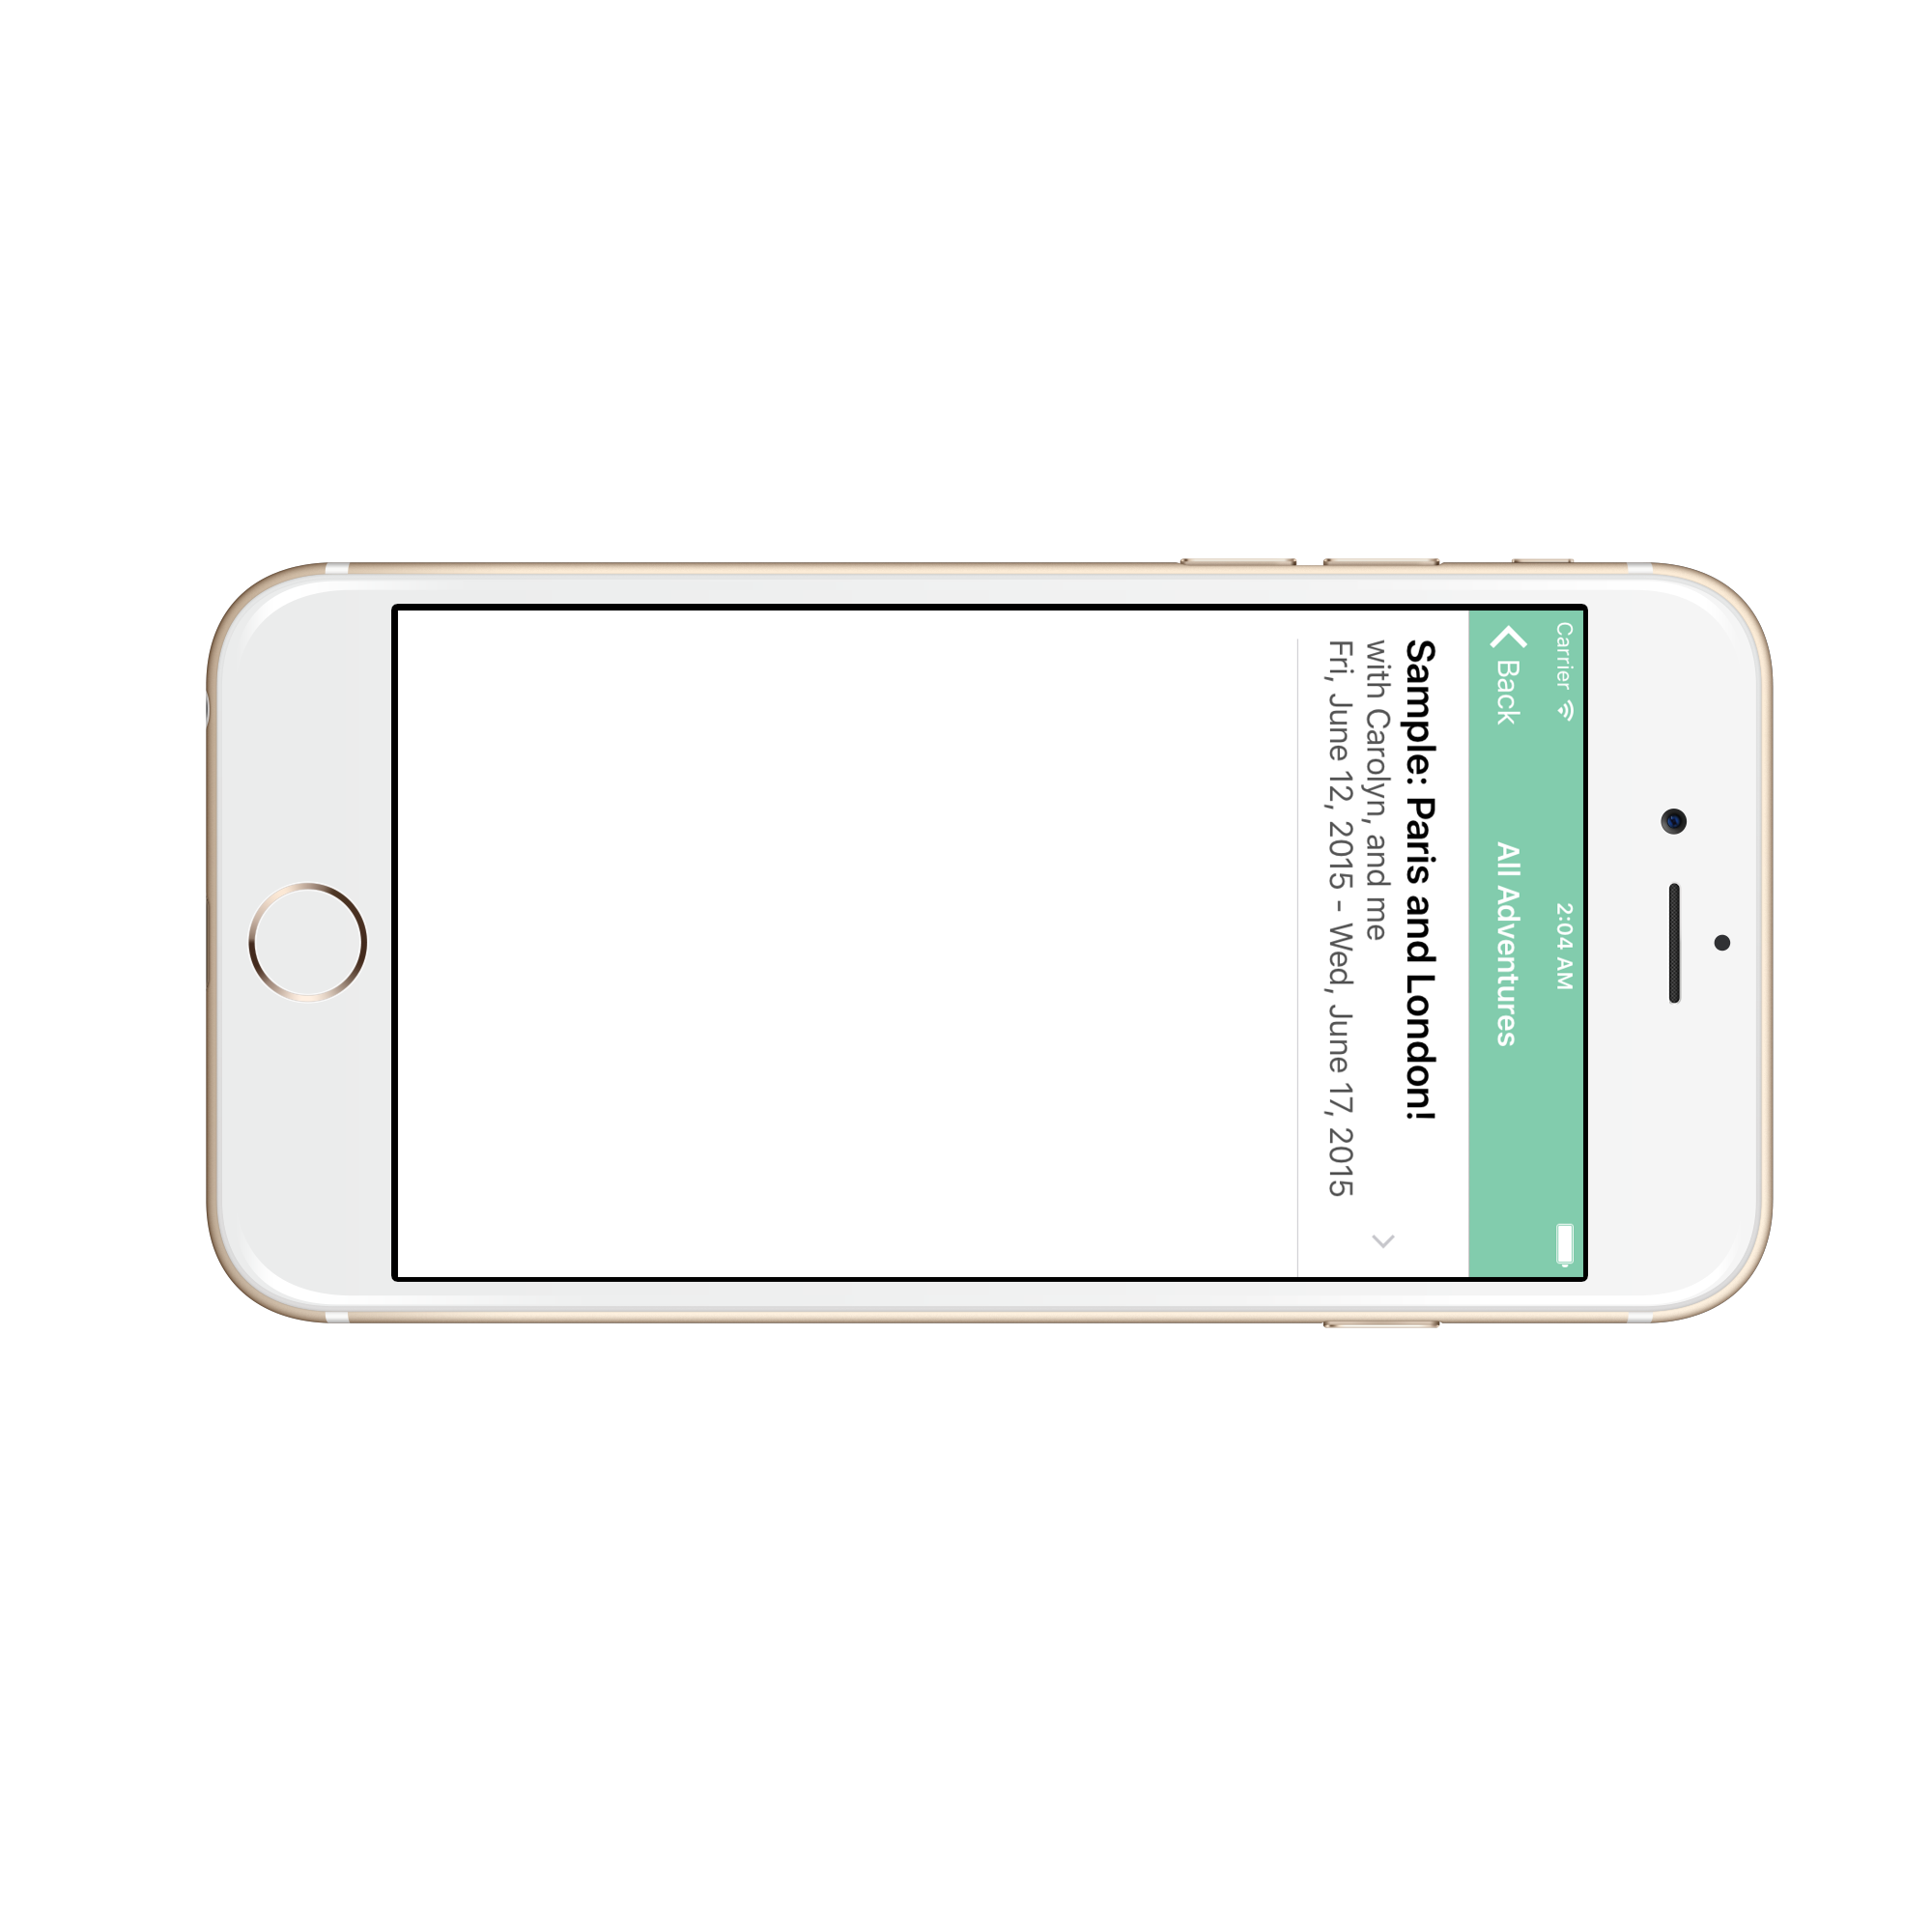 Carrier 2:04 AM
Back All Adventures
Sample: Paris and London!
with Carolyn, and me
Fri, June 12, 2015 - Wed, June 17, 2015